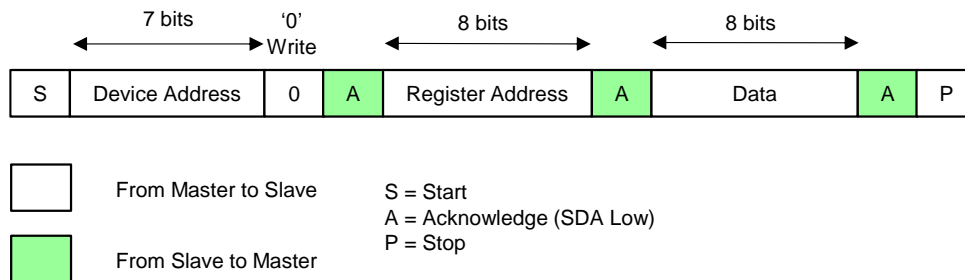 7 bits
‘0’
Write
8 bits
8 bits
S Device Address 0 A Register Address A Data A P
From Master to Slave
S = Start
A = Acknowledge (SDA Low)
P = Stop
From Slave to Master